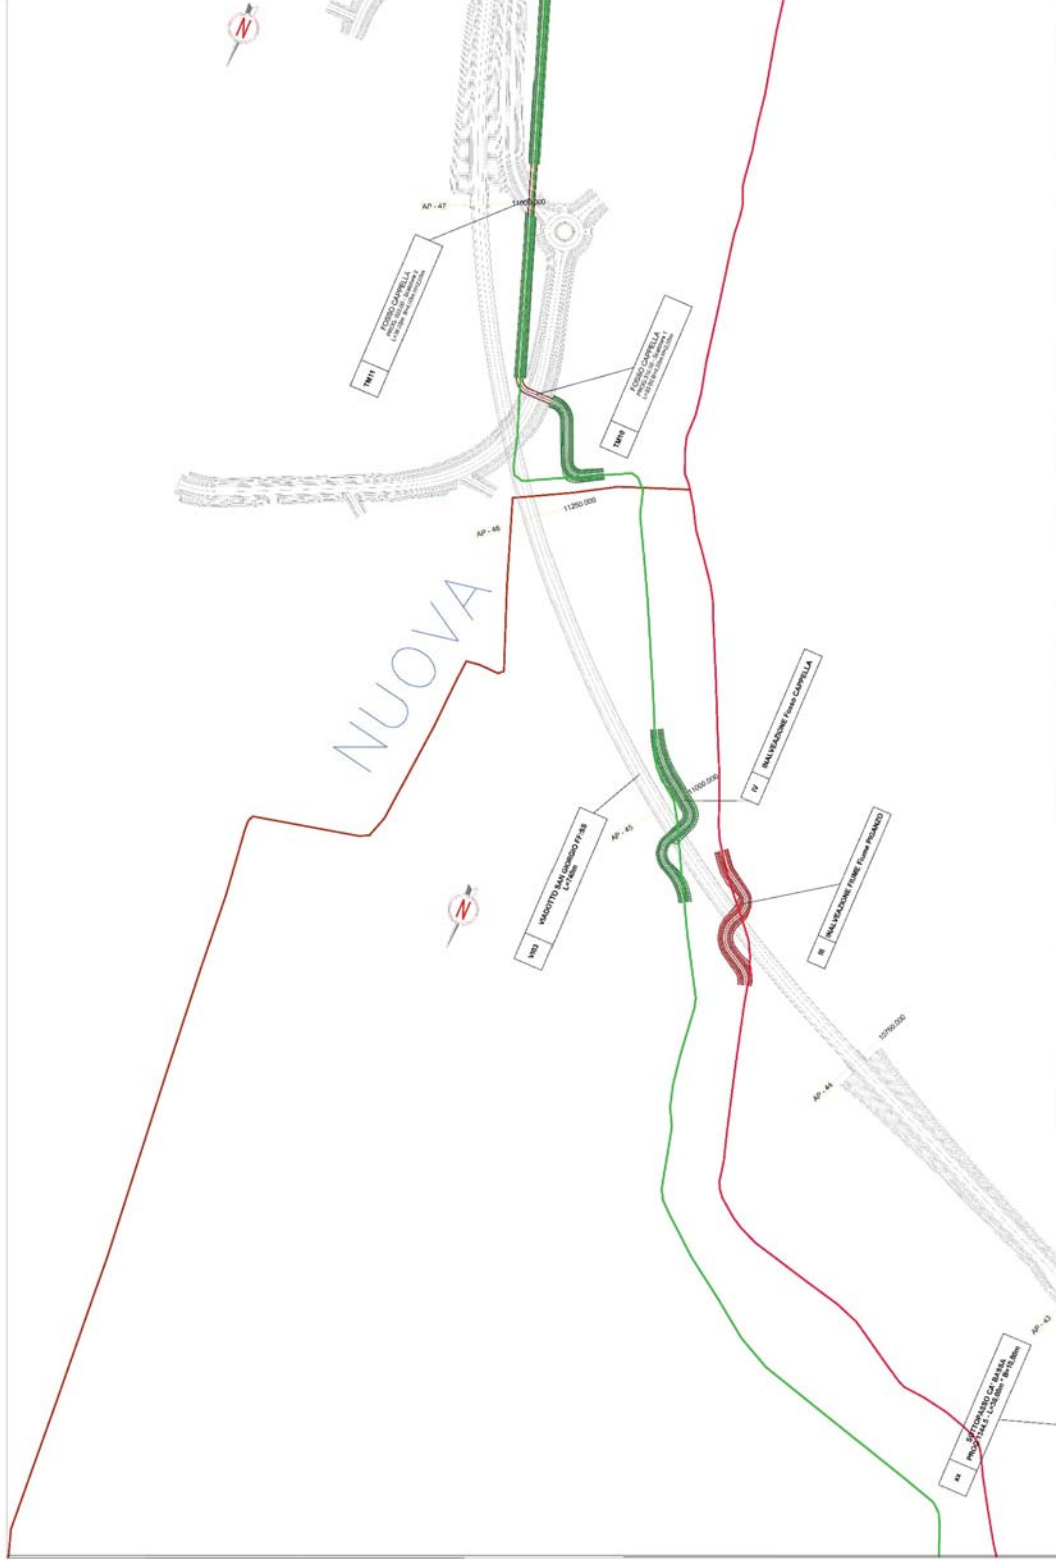 N
AP - 47
11500.000
TM11
FOSSO CAPPELLA
TM10
FOSSO CAPPELLA
AP - 46
11250.000
NUOVA
IV
INALVEAZIONE Fosso CAPPELLA
11000.000
AP - 45
VI03
VIADOTTO SAN GIORGIO FF/SS
L=740m
N
III
INALVEAZIONE FIUME Fiume PIGANZO
10750.000
AP - 44
AP - 43
xx
SOTTOPASSO CA' BASSA